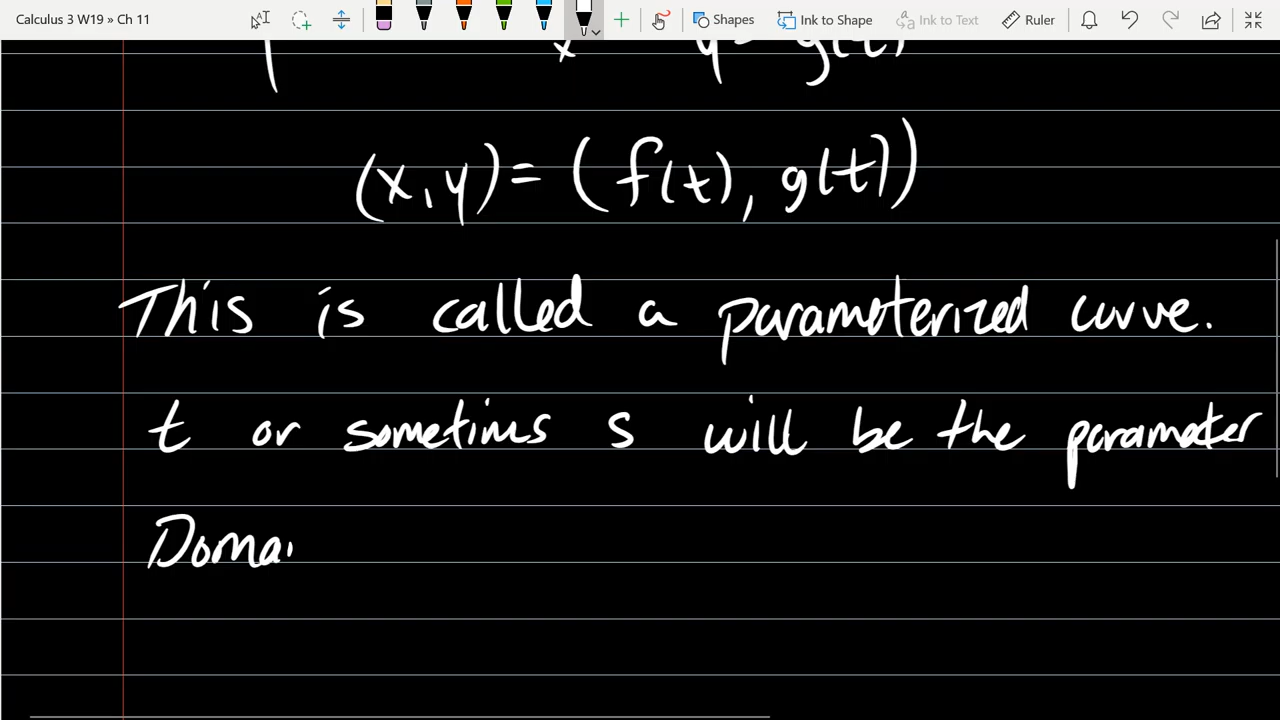 Calculus 3 W19 » Ch 11 Shapes Ink to Shape Ink to Text Ruler
x y = g(t)
(x,y) = (f(t), g(t))
This is called a parameterized curve.
t or sometimes s will be the parameter
Domai